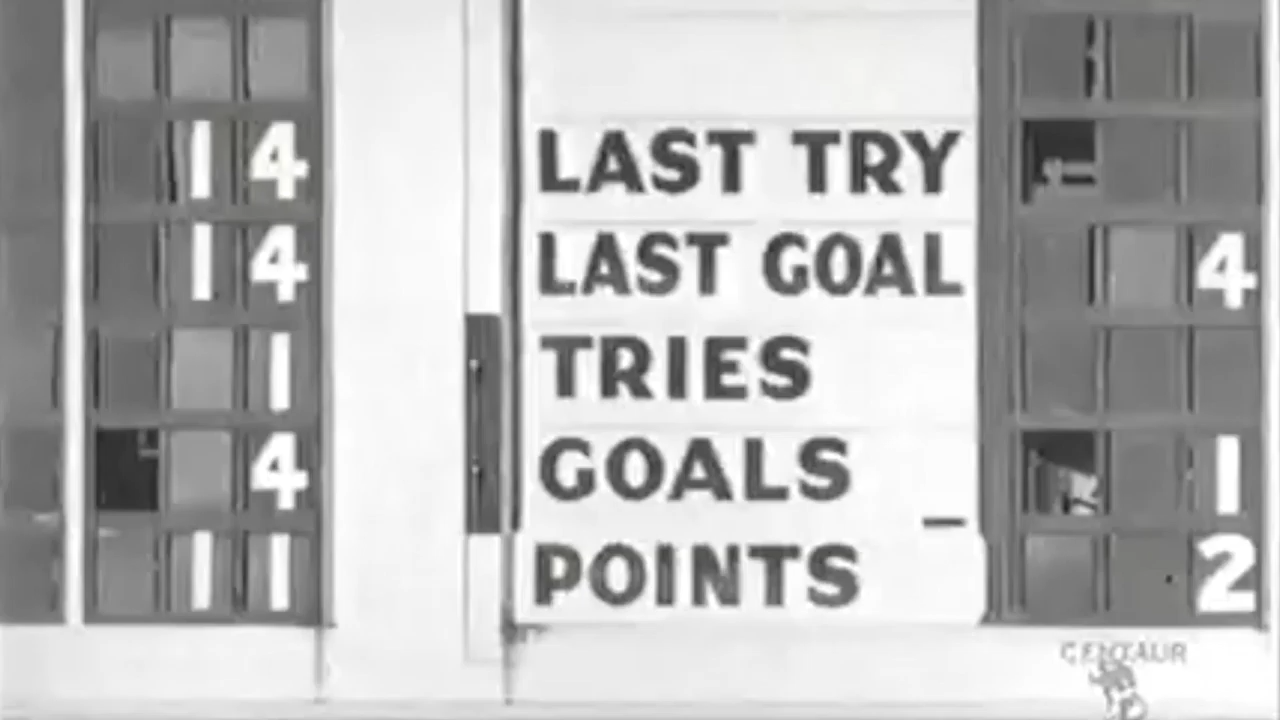 14 LAST TRY
14 LAST GOAL 4
1 TRIES
4 GOALS 1
11 POINTS 2
CENTAUR